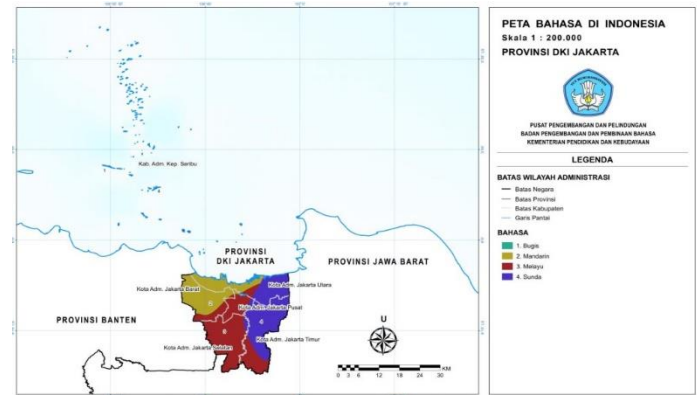 PETA BAHASA DI INDONESIA
Skala 1 : 200.000
PROVINSI DKI JAKARTA
PUSAT PENGEMBANGAN DAN PELINDUNGAN
BADAN PENGEMBANGAN DAN PEMBINAAN BAHASA
KEMENTERIAN PENDIDIKAN DAN KEBUDAYAAN
LEGENDA
BATAS WILAYAH ADMINISTRASI
Batas Negara
Batas Provinsi
Batas Kabupaten
Garis Pantai
BAHASA
1. Bugis
2. Mandarin
3. Melayu
4. Sunda
Kab. Adm. Kep. Seribu
PROVINSI
DKI JAKARTA
PROVINSI JAWA BARAT
Kota Adm. Jakarta Utara
Kota Adm. Jakarta Barat
Kota Adm. Jakarta Pusat
PROVINSI BANTEN
4
Kota Adm. Jakarta Timur
Kota Adm. Jakarta Selatan
U
KM
0 3 6 12 18 24 30